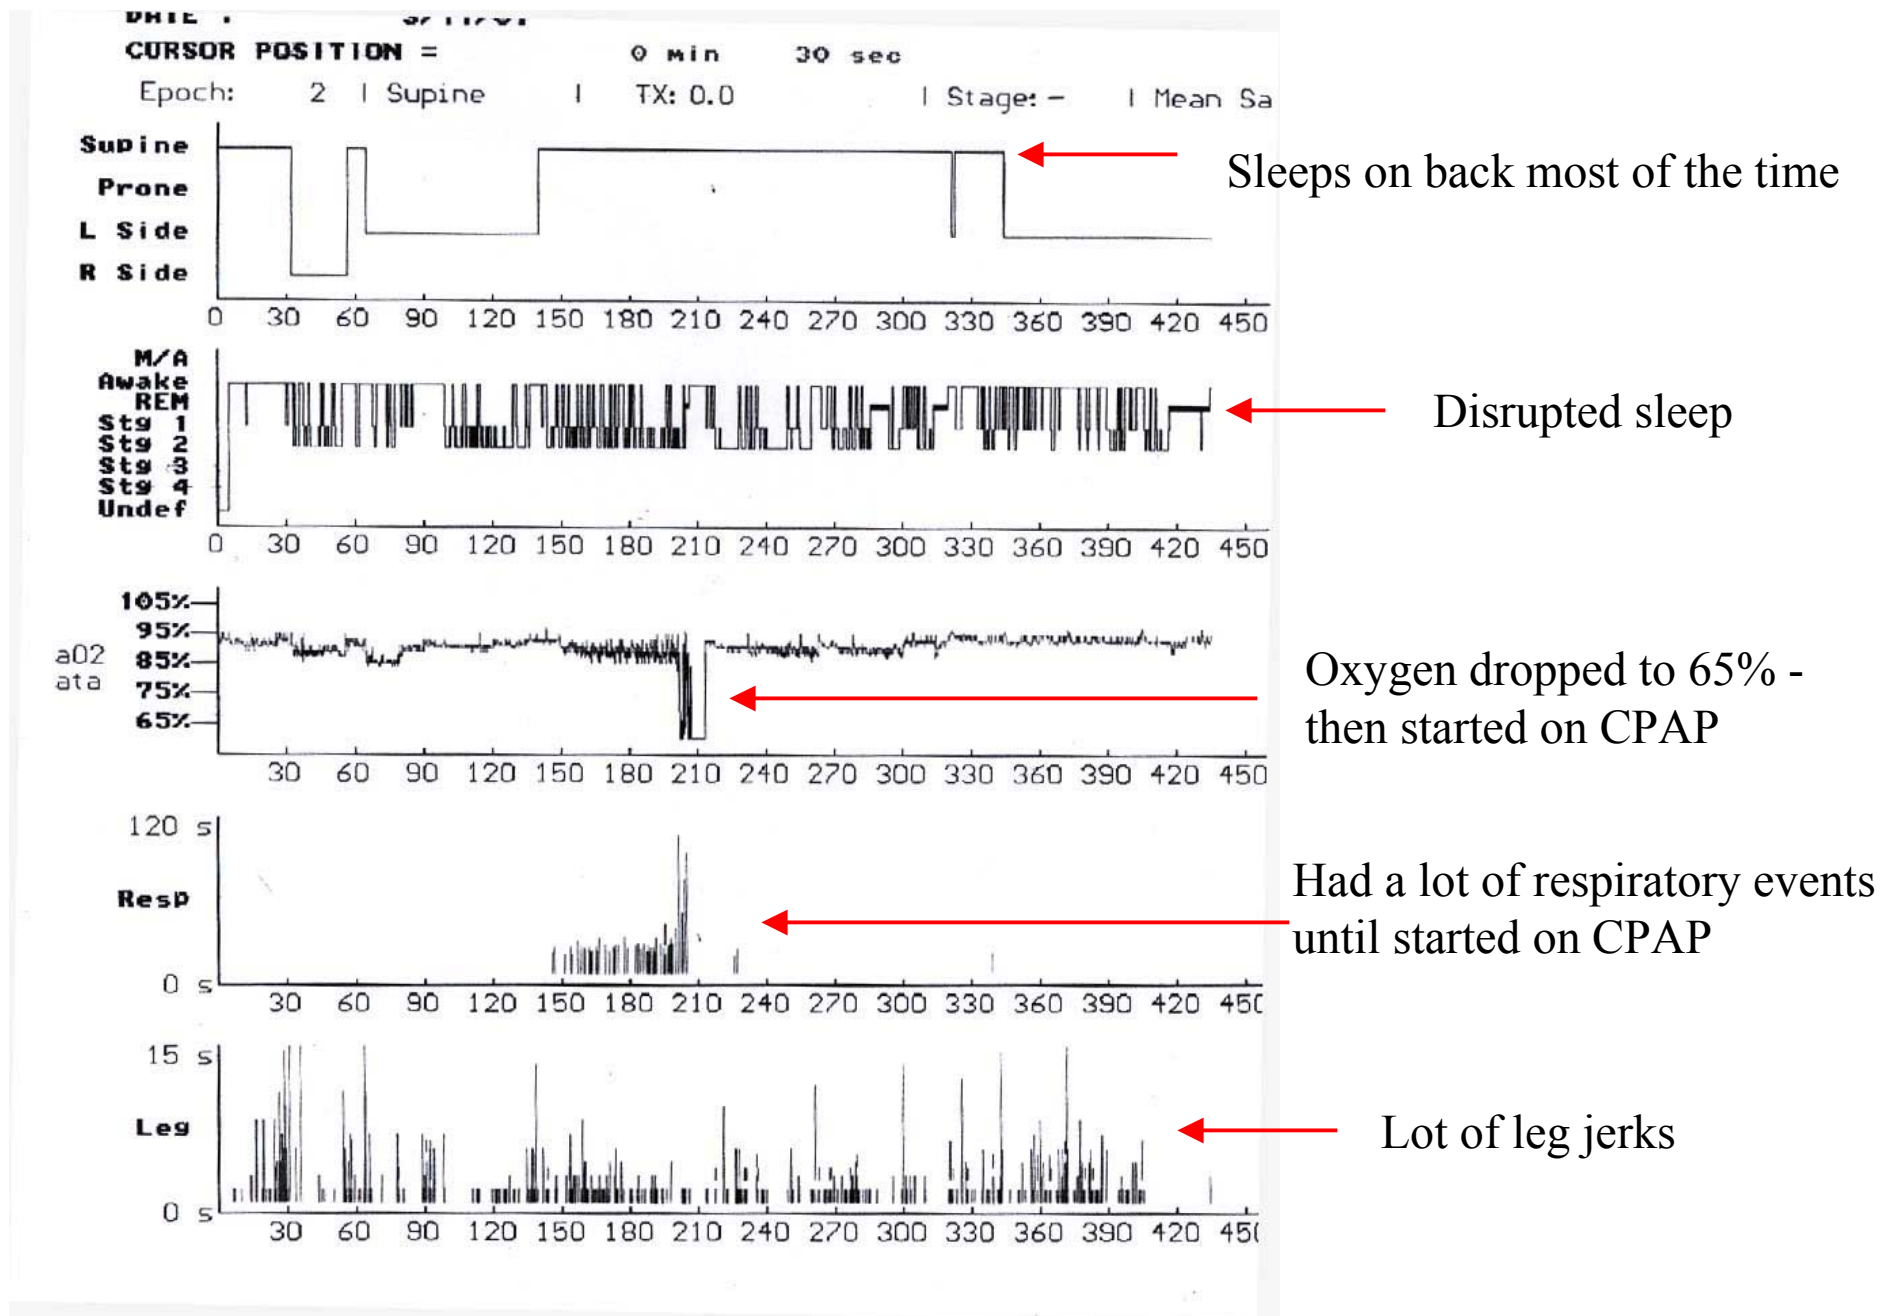 CURSOR POSITION = 0 min 30 sec
Epoch: 2 | Supine | TX: 0.0 | Stage: - | Mean Sa
Supine
Prone
L Side
R Side
0 30 60 90 120 150 180 210 240 270 300 330 360 390 420 450
Sleeps on back most of the time
M/A
Awake
REM
Stg 1
Stg 2
Stg 3
Stg 4
Undef
0 30 60 90 120 150 180 210 240 270 300 330 360 390 420 450
Disrupted sleep
105%
95%
85%
75%
65%
aO2
ata
30 60 90 120 150 180 210 240 270 300 330 360 390 420 450
Oxygen dropped to 65% -
then started on CPAP
120 s
Resp
0 s
30 60 90 120 150 180 210 240 270 300 330 360 390 420 450
Had a lot of respiratory events
until started on CPAP
15 s
Leg
0 s
30 60 90 120 150 180 210 240 270 300 330 360 390 420 450
Lot of leg jerks